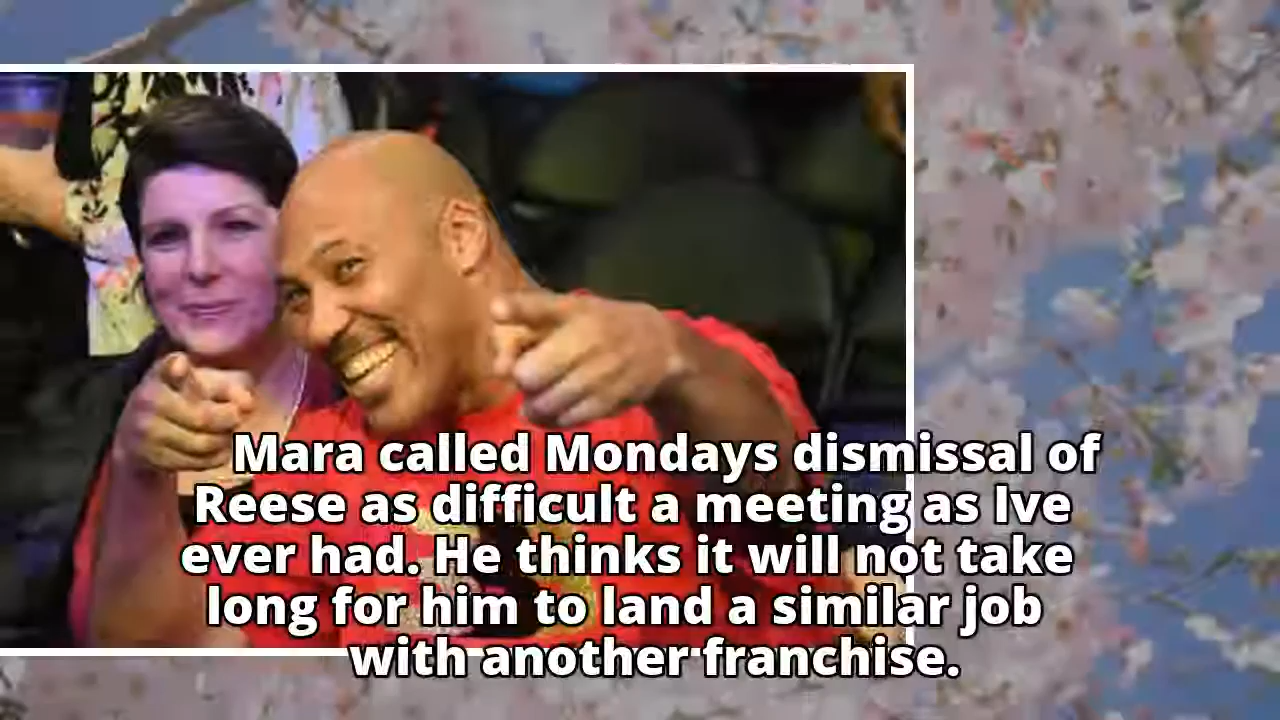 Mara called Mondays dismissal of
Reese as difficult a meeting as Ive
ever had. He thinks it will not take
long for him to land a similar job
with another franchise.